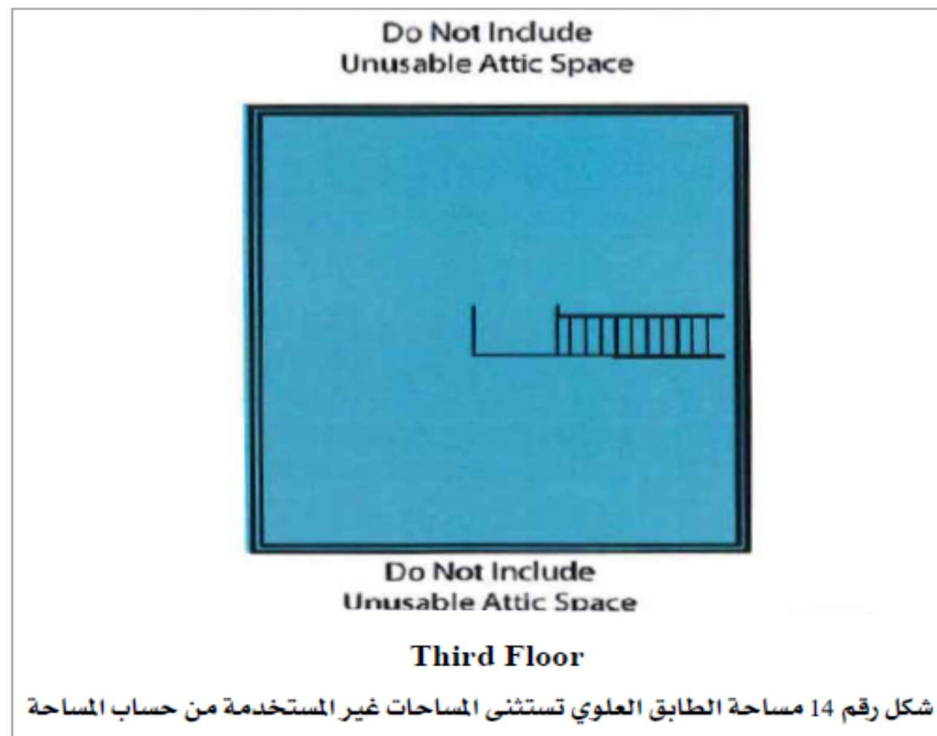 Do Not Include
Unusable Attic Space
Do Not Include
Unusable Attic Space
Third Floor
شكل رقم 14 مساحة الطابق العلوي تستثنى المساحات غير المستخدمة من حساب المساحة